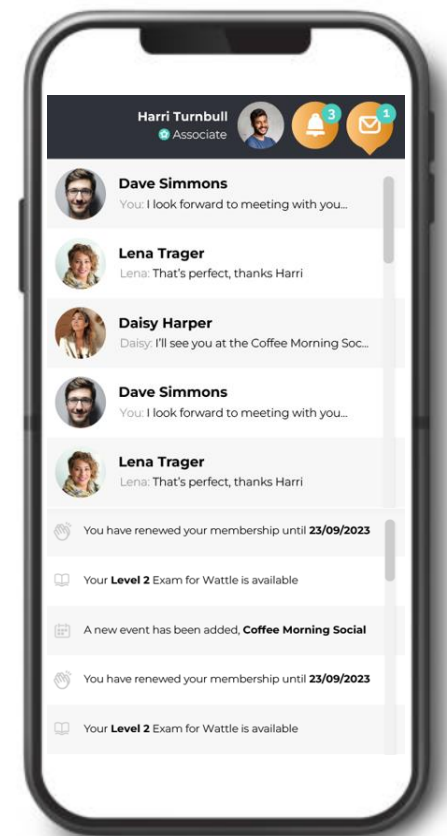 Harri Turnbull
3
1
Associate
Dave Simmons
You: I look forward to meeting with you...
Lena Trager
Lena: That's perfect, thanks Harri
Daisy Harper
Daisy: I'll see you at the Coffee Morning Soc...
Dave Simmons
You: I look forward to meeting with you...
Lena Trager
Lena: That's perfect, thanks Harri
You have renewed your membership until 23/09/2023
Your Level 2 Exam for Wattle is available
A new event has been added, Coffee Morning Social
You have renewed your membership until 23/09/2023
Your Level 2 Exam for Wattle is available